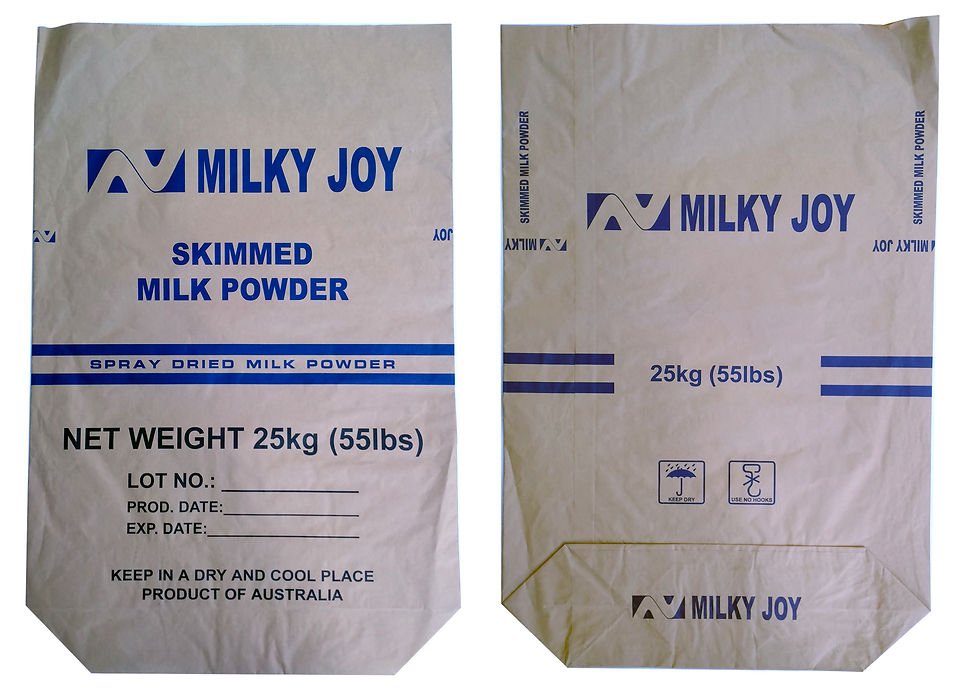 MILKY JOY
JOY
SKIMMED
MILK POWDER
SPRAY DRIED MILK POWDER
NET WEIGHT 25kg (55lbs)
LOT NO.:
PROD. DATE:
EXP. DATE:
KEEP IN A DRY AND COOL PLACE
PRODUCT OF AUSTRALIA
SKIMMED MILK POWDER
MILKY
MILKY JOY
SKIMMED MILK POWDER
MILKY JOY
25kg (55lbs)
KEEP DRY
USE NO HOOKS
MILKY JOY